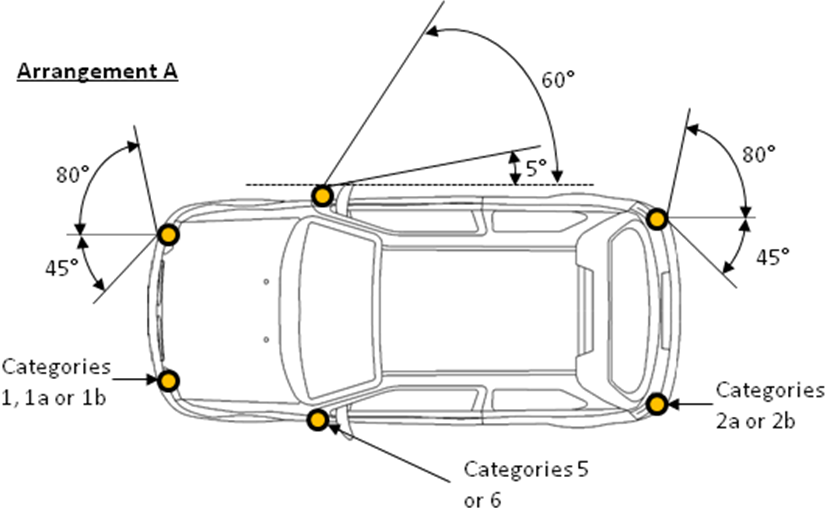 Arrangement A
60°
80°
5°
80°
45°
45°
Categories
1, 1a or 1b
Categories
2a or 2b
Categories 5
or 6